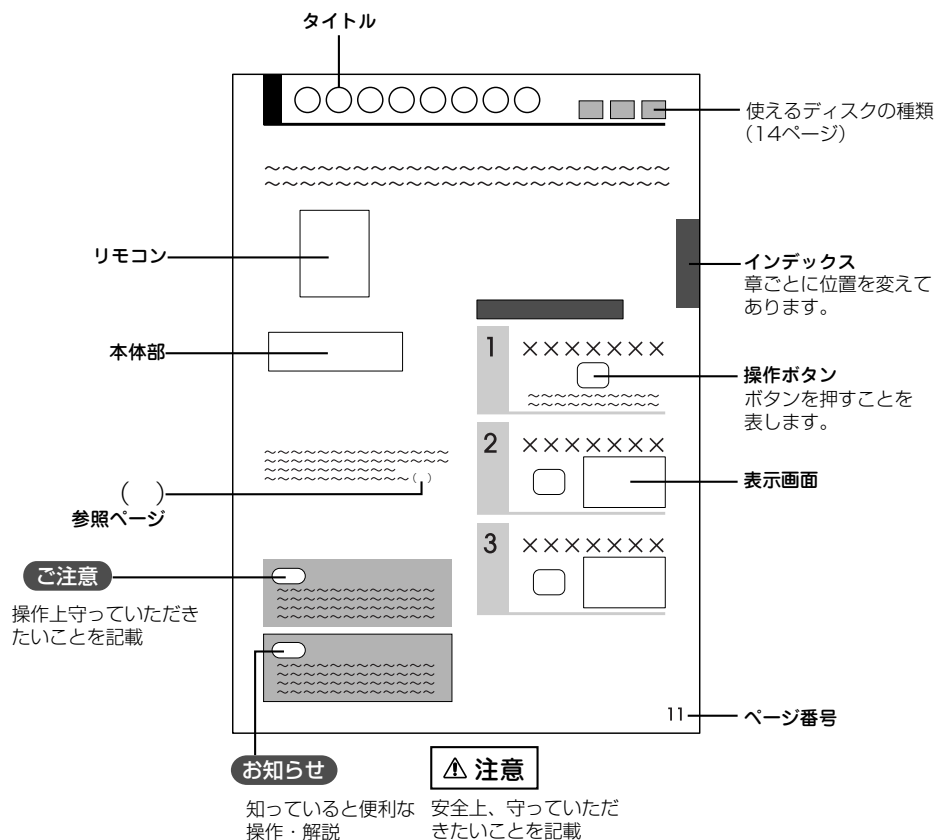 タイトル
○○○○○○○○
使えるディスクの種類
（14ページ）
～～～～～～～～～～～～～～～～～～～～～～～
～～～～～～～～～～～～～～～～～～～～～～～
リモコン
インデックス
章ごとに位置を変えて
あります。
本体部
1 ×××××××
～～～～～～～～～～
～～～～～～～～～～
操作ボタン
ボタンを押すことを
表します。
2 ×××××××
表示画面
～～～～～～～～～～～～～
～～～～～～～～～～～～～
～～～～～～～～～
～～～～～～～～～～( )
(　)
参照ページ
3 ×××××××
ご注意
操作上守っていただき
たいことを記載
～～～～～～～～～～～～
～～～～～～～～～～～～
～～～～～～～～～～～～
～～～～～～～～～～～～
～～～～～～～～～～～～
～～～～～～～～～～～～
～～～～～～～～～～～～
11
ページ番号
お知らせ
知っていると便利な
操作・解説
⚠ 注意
安全上、守っていただ
きたいことを記載